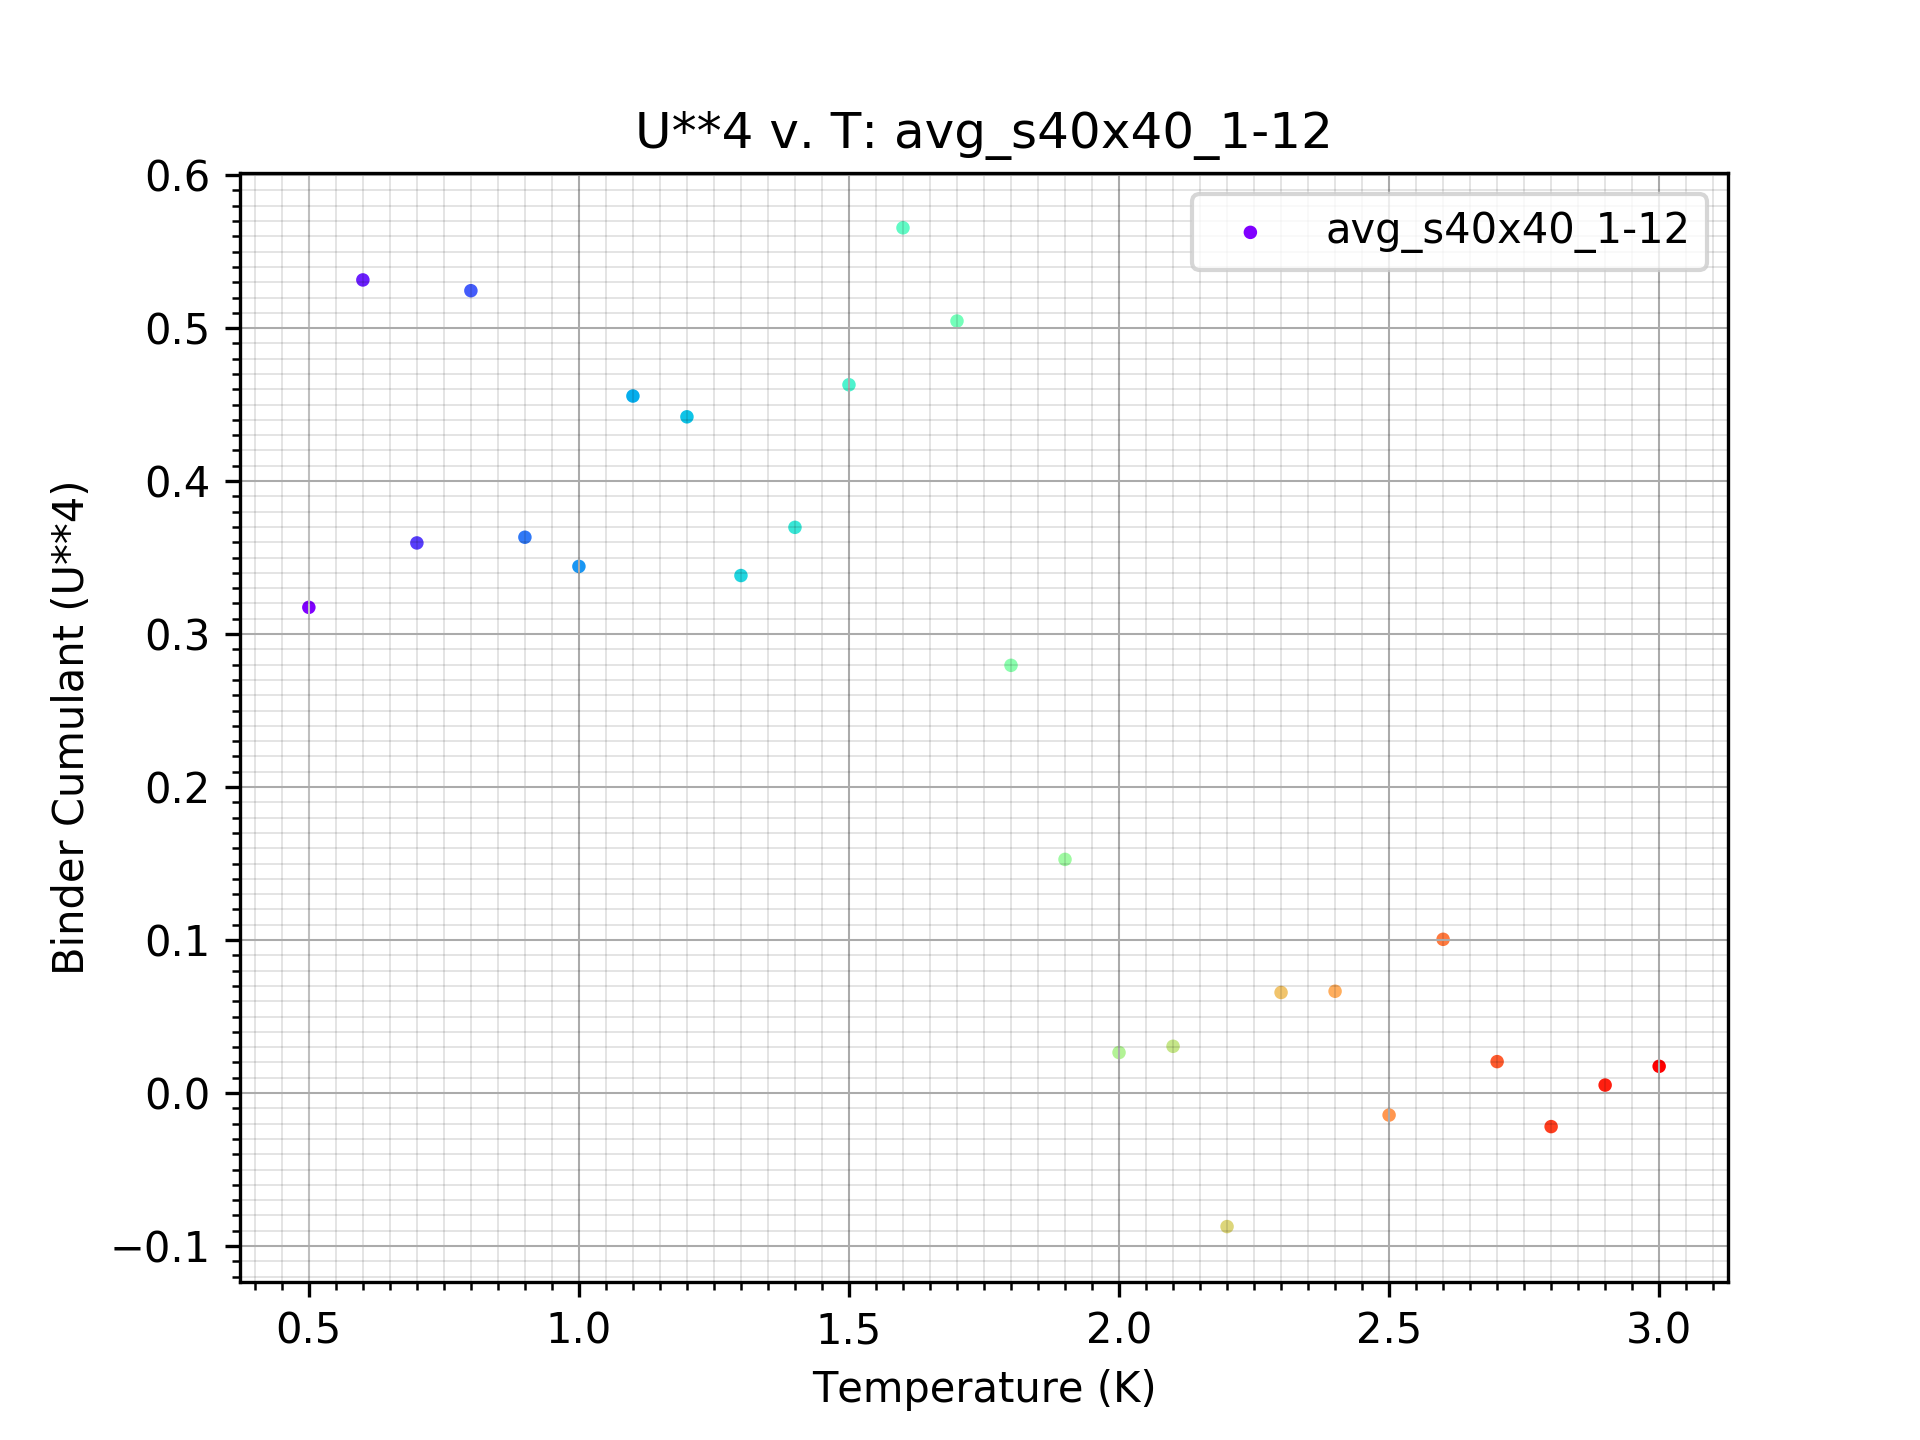 U**4 v. T: avg_s40x40_1-12
avg_s40x40_1-12
0.6
0.5
0.4
0.3
0.2
0.1
0.0
−0.1
Binder Cumulant (U**4)
0.5 1.0 1.5 2.0 2.5 3.0
Temperature (K)